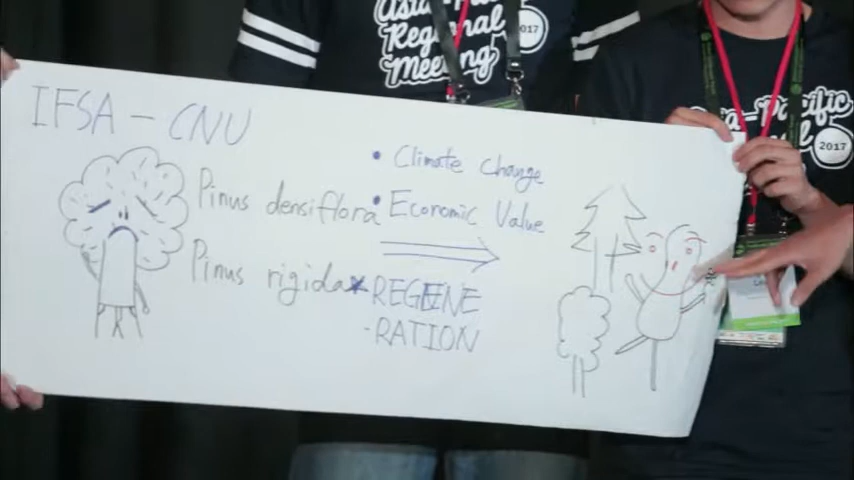 Asia-Pacific
Regional
Meeting
2017
Asia-Pacific
2017
IFSA - CNU
Pinus densiflora
Pinus rigida
• Climate Change
• Economic Value
* REGENE
-RATION